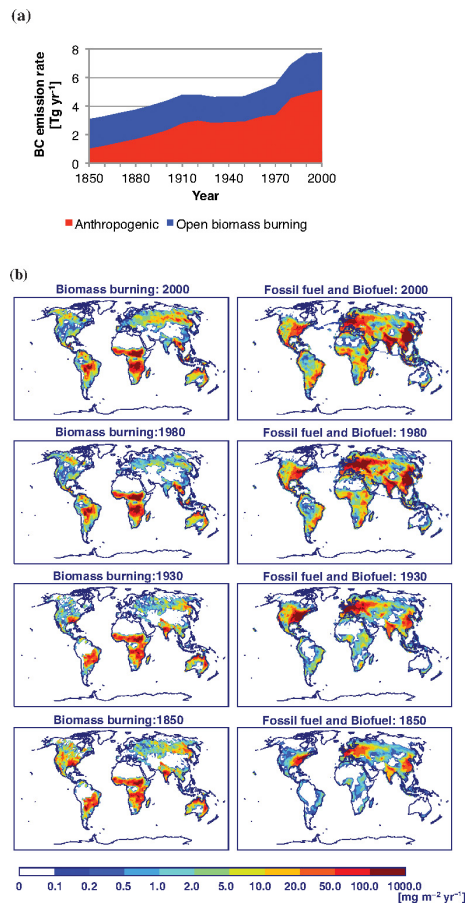 (a)
8
6
4
2
0
BC emission rate
[Tg yr⁻¹]
1850 1880 1910 1940 1970 2000
Year
Anthropogenic Open biomass burning
(b)
Biomass burning: 2000 Fossil fuel and Biofuel: 2000
Biomass burning: 1980 Fossil fuel and Biofuel: 1980
Biomass burning:1930 Fossil fuel and Biofuel: 1930
Biomass burning:1850 Fossil fuel and Biofuel: 1850
0 0.1 0.2 0.5 1.0 2.0 5.0 10.0 20.0 50.0 100.0 1000.0
[mg m⁻² yr⁻¹]